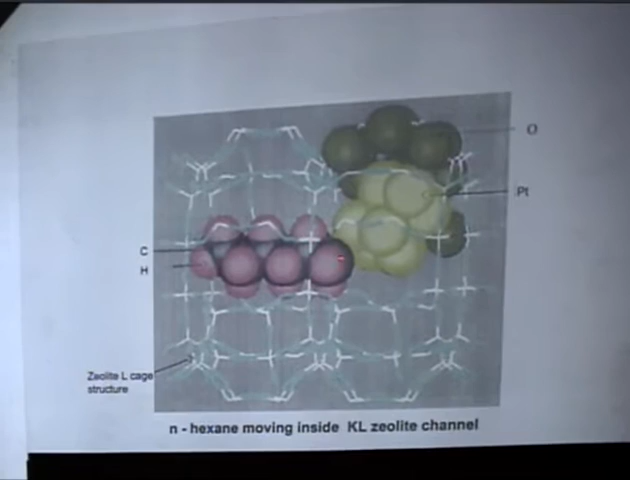 O
Pt
C
H
Zeolite L cage
structure
n - hexane moving inside KL zeolite channel